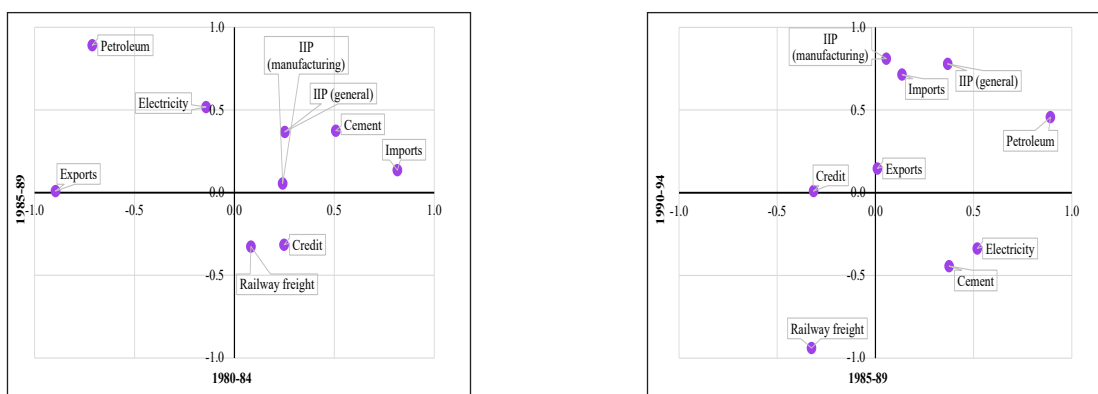 1.0
Petroleum
IIP
(manufacturing)
IIP (general)
Electricity
0.5
Cement
Imports
Exports
0.0
-1.0
-0.5
0.0
0.5
1.0
Credit
Railway freight
-0.5
-1.0
1985-89
1980-84
1.0
IIP
(manufacturing)
Imports
IIP (general)
0.5
Petroleum
Credit
Exports
0.0
-1.0
-0.5
0.0
0.5
1.0
Electricity
Cement
-0.5
Railway freight
-1.0
1990-94
1985-89